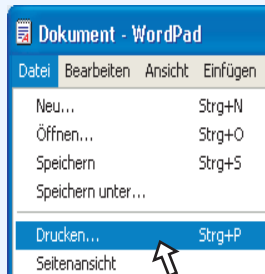 Dokument - WordPad
Datei Bearbeiten Ansicht Einfügen
Neu... Strg+N
Öffnen... Strg+O
Speichern Strg+S
Speichern unter...
Drucken... Strg+P
Seitenansicht